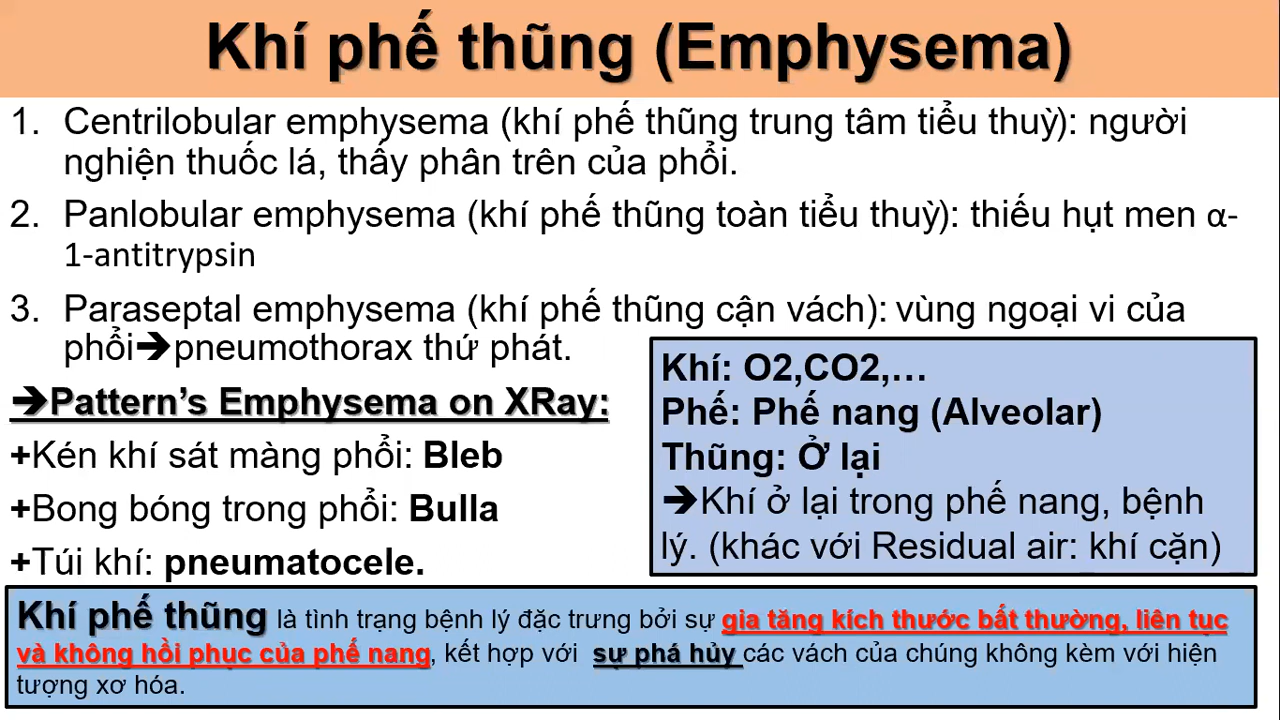 Khí phế thũng (Emphysema)
1. Centrilobular emphysema (khí phế thũng trung tâm tiểu thuỳ): người
nghiện thuốc lá, thấy phân trên của phổi.
2. Panlobular emphysema (khí phế thũng toàn tiểu thuỳ): thiếu hụt men α-
1-antitrypsin
3. Paraseptal emphysema (khí phế thũng cận vách): vùng ngoại vi của
phổi➔pneumothorax thứ phát.
➔Pattern’s Emphysema on XRay:
+Kén khí sát màng phổi: Bleb
+Bong bóng trong phổi: Bulla
+Túi khí: pneumatocele.
Khí: O2,CO2,…
Phế: Phế nang (Alveolar)
Thũng: Ở lại
➔Khí ở lại trong phế nang, bệnh
lý. (khác với Residual air: khí cặn)
Khí phế thũng là tình trạng bệnh lý đặc trưng bởi sự gia tăng kích thước bất thường, liên tục
và không hồi phục của phế nang, kết hợp với sự phá hủy các vách của chúng không kèm với hiện
tượng xơ hóa.